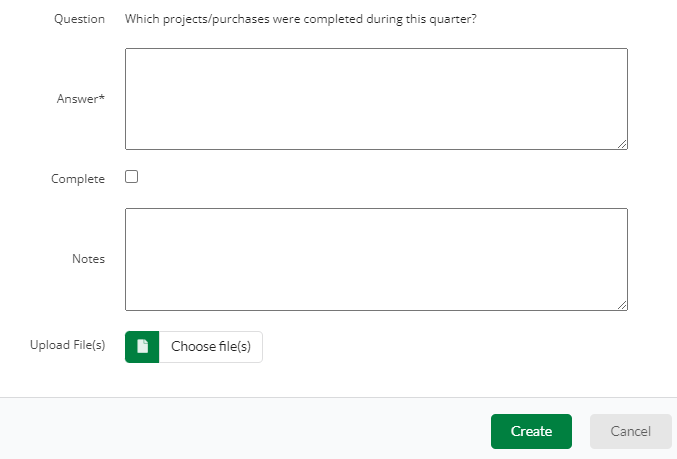 Question Which projects/purchases were completed during this quarter?
Answer*
Complete
Notes
Upload File(s) Choose file(s)
Create Cancel